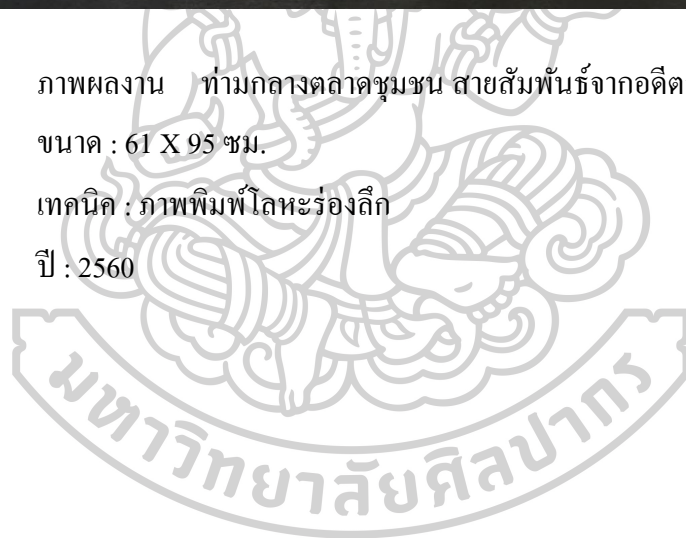 ภาพผลงาน ท่ามกลางตลาดชุมชน สายสัมพันธ์จากอดีต
ขนาด : 61 X 95 ซม.
เทคนิค : ภาพพิมพ์โลหะร่องลึก
ปี : 2560
มหาวิทยาลัยศิลปากร